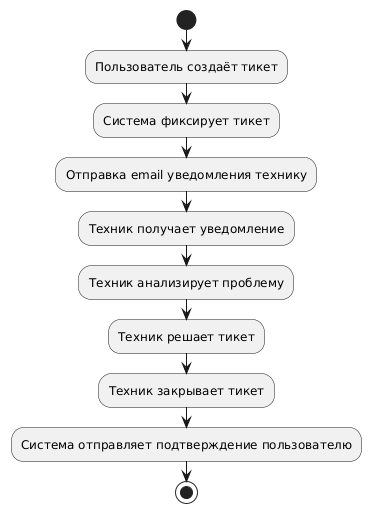 Пользователь создаёт тикет
Система фиксирует тикет
Отправка email уведомления технику
Техник получает уведомление
Техник анализирует проблему
Техник решает тикет
Техник закрывает тикет
Система отправляет подтверждение пользователю